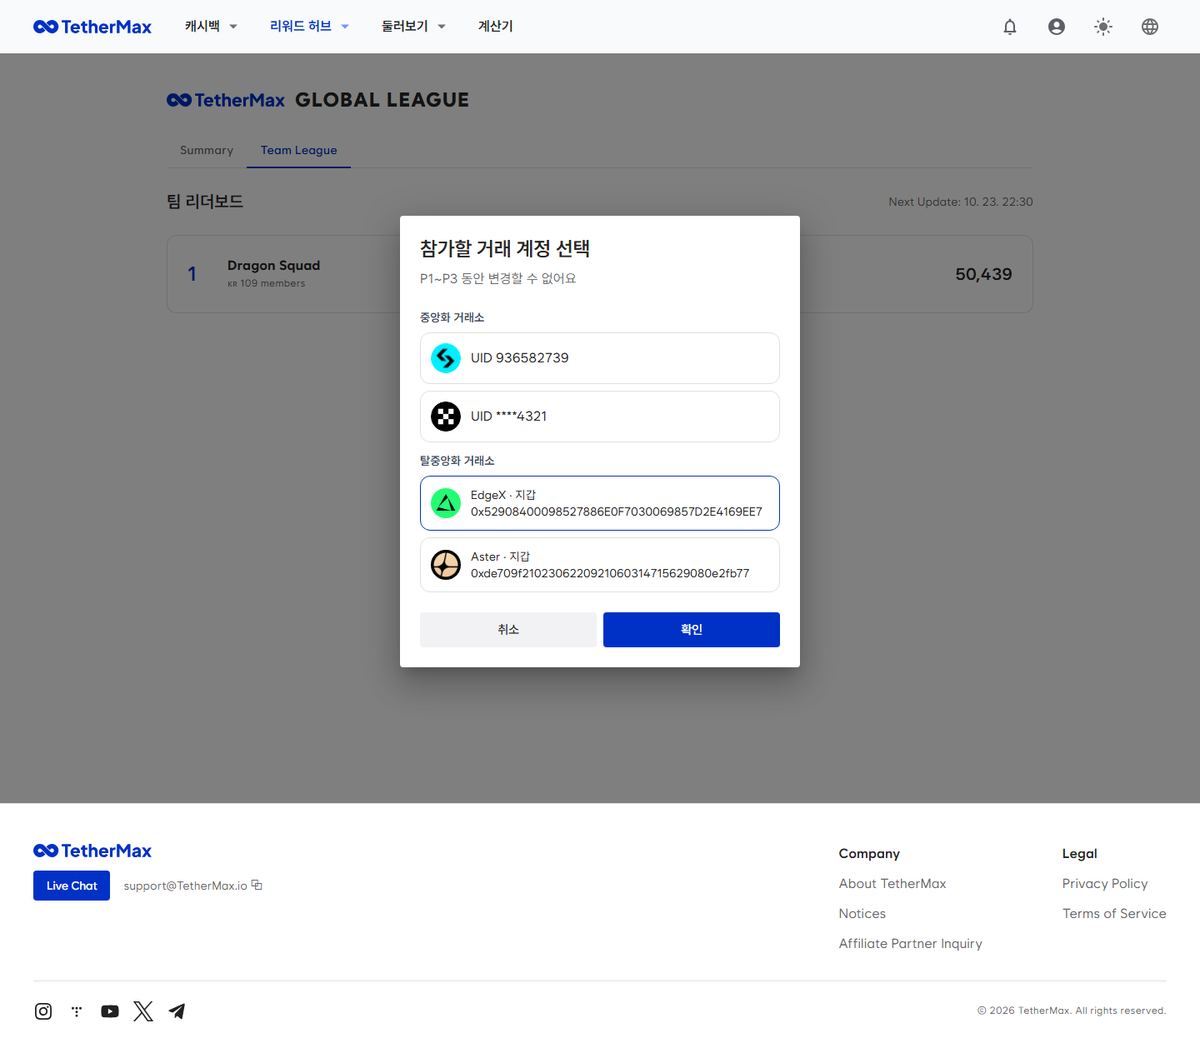 TetherMax 캐시백 리워드 허브 둘러보기 계산기
TetherMax GLOBAL LEAGUE
Summary Team League
팀 리더보드 Next Update: 10. 23. 22:30
1 Dragon Squad 50,439
KR 109 members
참가할 거래 계정 선택
P1~P3 동안 변경할 수 없어요
중앙화 거래소
UID 936582739
UID ****4321
탈중앙화 거래소
EdgeX · 지갑
0x52908400098527886E0F7030069857D2E4169EE7
Aster · 지갑
0xde709f2102306220921060314715629080e2fb77
취소 확인
TetherMax
Live Chat support@TetherMax.io
Company
About TetherMax
Notices
Affiliate Partner Inquiry
Legal
Privacy Policy
Terms of Service
© 2026 TetherMax. All rights reserved.